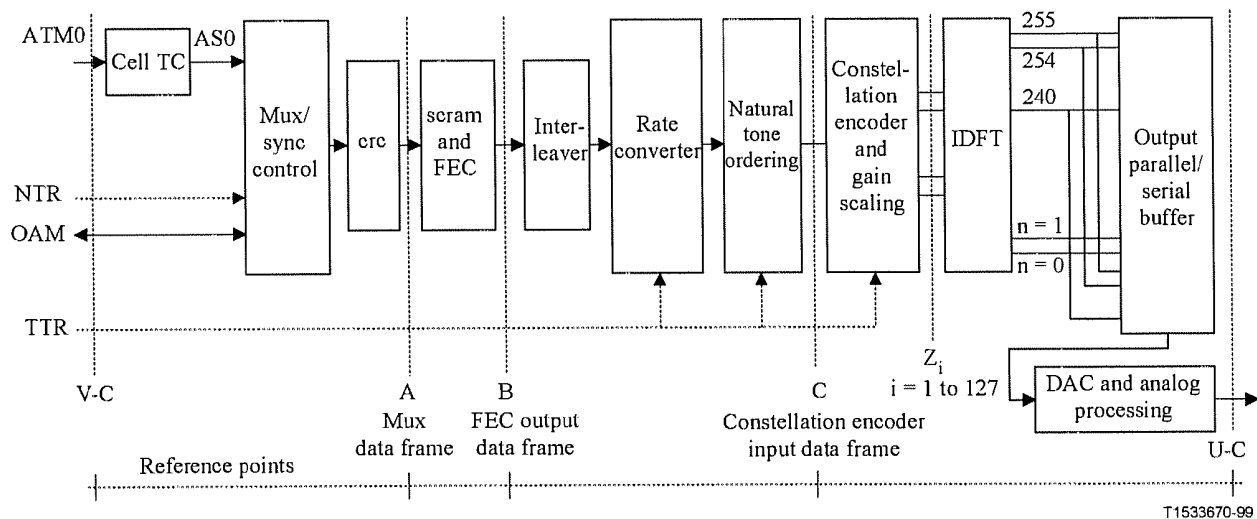 ATM0
AS0
Cell TC
NTR
OAM
TTR
Mux/
sync
control
crc
scram
and
FEC
Inter-
leaver
Rate
converter
Natural
tone
ordering
Constel-
lation
encoder
and
gain
scaling
IDFT
255
254
240
n = 1
n = 0
Output
parallel/
serial
buffer
DAC and analog
processing
V-C
A
Mux
data frame
B
FEC output
data frame
C
Constellation encoder
input data frame
Zi
i = 1 to 127
U-C
Reference points
T1533670-99